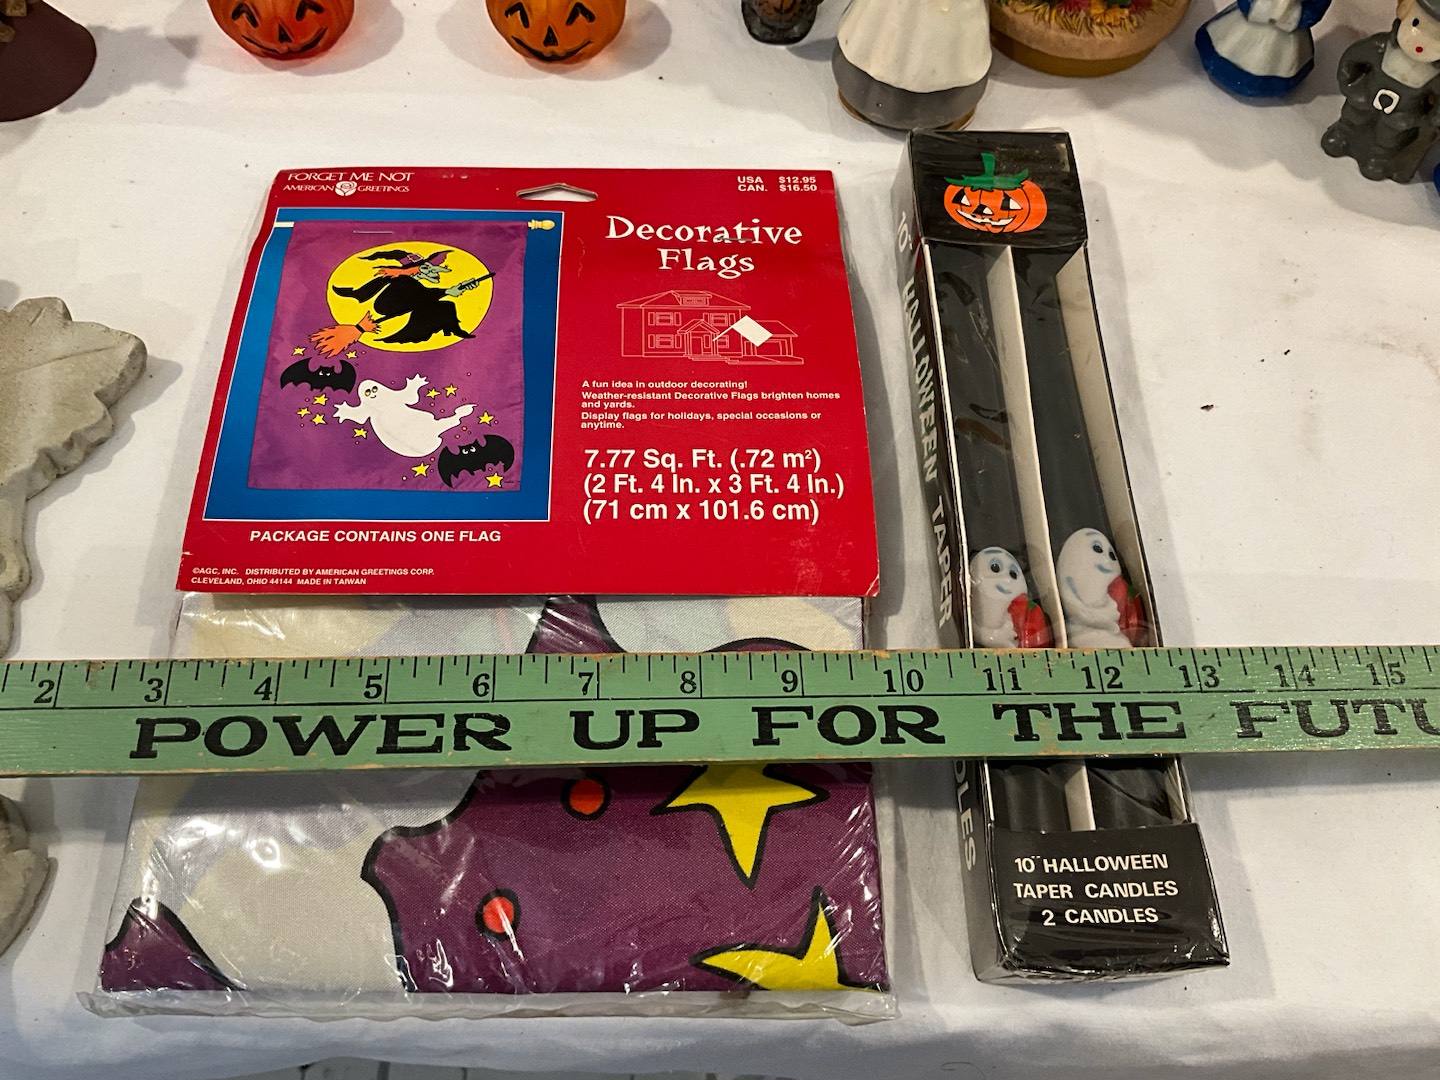 FORGET ME NOT
AMERICAN GREETINGS
USA $12.95
CAN. $16.50
Decorative
Flags
A fun idea in outdoor decorating!
Weather-resistant Decorative Flags brighten homes
and yards.
Display flags for holidays, special occasions or
anytime.
7.77 Sq. Ft. (.72 m²)
(2 Ft. 4 In. x 3 Ft. 4 In.)
(71 cm x 101.6 cm)
PACKAGE CONTAINS ONE FLAG
©AGC, INC. DISTRIBUTED BY AMERICAN GREETINGS CORP.
CLEVELAND, OHIO 44144 MADE IN TAIWAN
10" HALLOWEEN TAPER
DLES
2 3 4 5 6 7 8 9 10 11 12 13 14 15
POWER UP FOR THE FUTU
10" HALLOWEEN
TAPER CANDLES
2 CANDLES